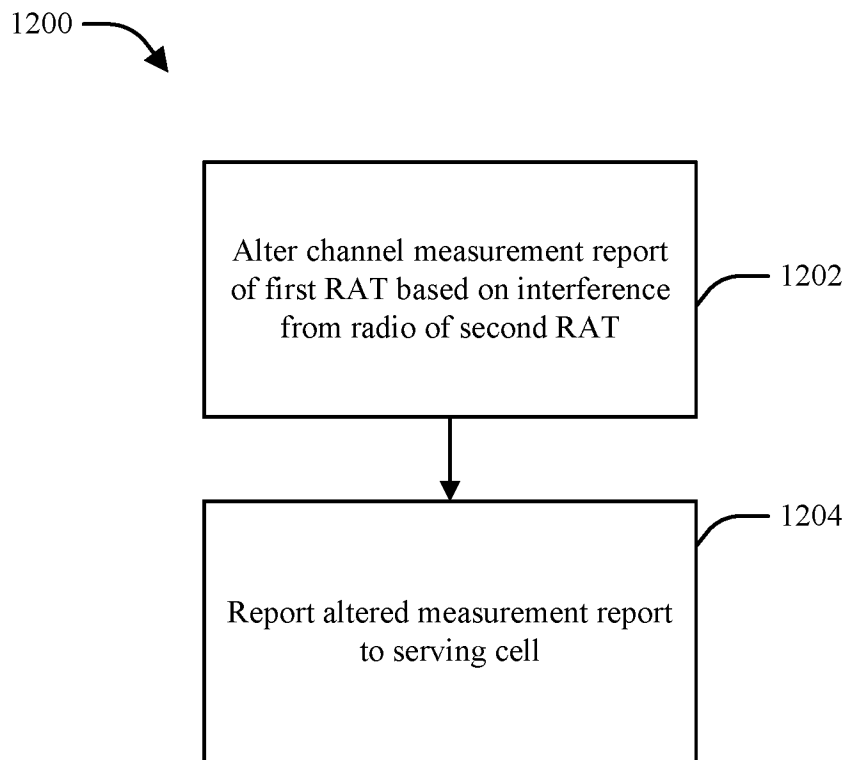 1200
Alter channel measurement report
of first RAT based on interference
from radio of second RAT
1202
1204
Report altered measurement report
to serving cell